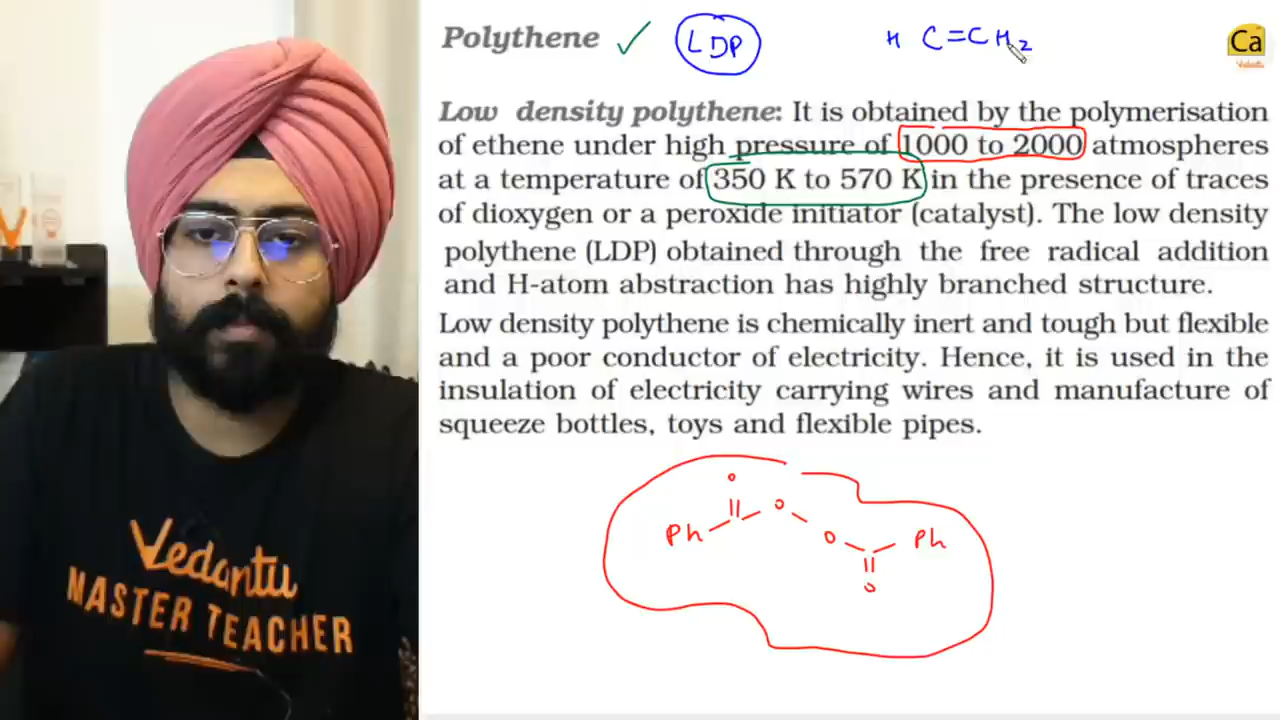 Polythene ✓ LDP H C=CH2
Ca
Vedantu
Low density polythene: It is obtained by the polymerisation
of ethene under high pressure of 1000 to 2000 atmospheres
at a temperature of 350 K to 570 K in the presence of traces
of dioxygen or a peroxide initiator (catalyst). The low density
polythene (LDP) obtained through the free radical addition
and H-atom abstraction has highly branched structure.
Low density polythene is chemically inert and tough but flexible
and a poor conductor of electricity. Hence, it is used in the
insulation of electricity carrying wires and manufacture of
squeeze bottles, toys and flexible pipes.
O
O
Ph
O
Ph
O
Vedantu
MASTER TEACHER